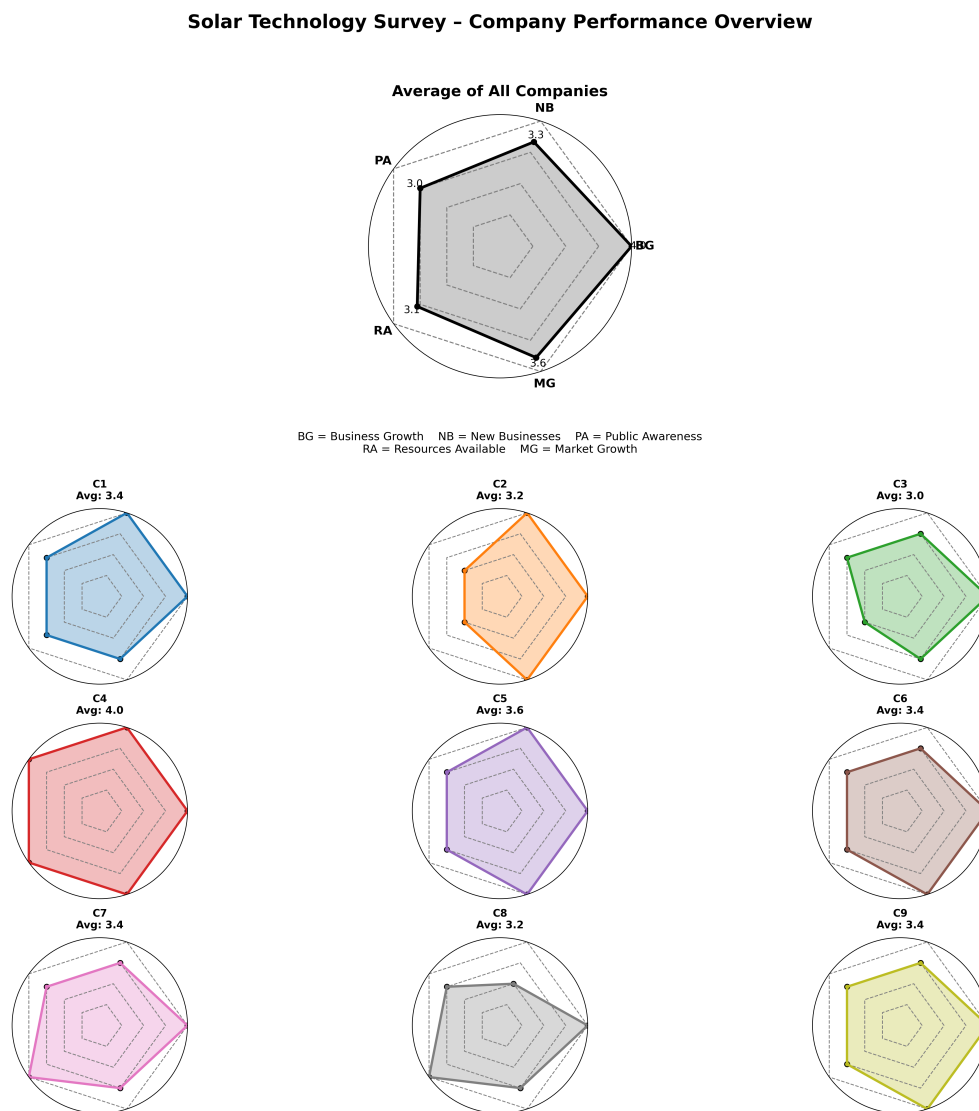 Solar Technology Survey – Company Performance Overview
Average of All Companies
NB
3.3
PA
3.0
BG
3.1
RA
3.6
MG
BG = Business Growth    NB = New Businesses    PA = Public Awareness
RA = Resources Available    MG = Market Growth
C1
Avg: 3.4
C2
Avg: 3.2
C3
Avg: 3.0
C4
Avg: 4.0
C5
Avg: 3.6
C6
Avg: 3.4
C7
Avg: 3.4
C8
Avg: 3.2
C9
Avg: 3.4